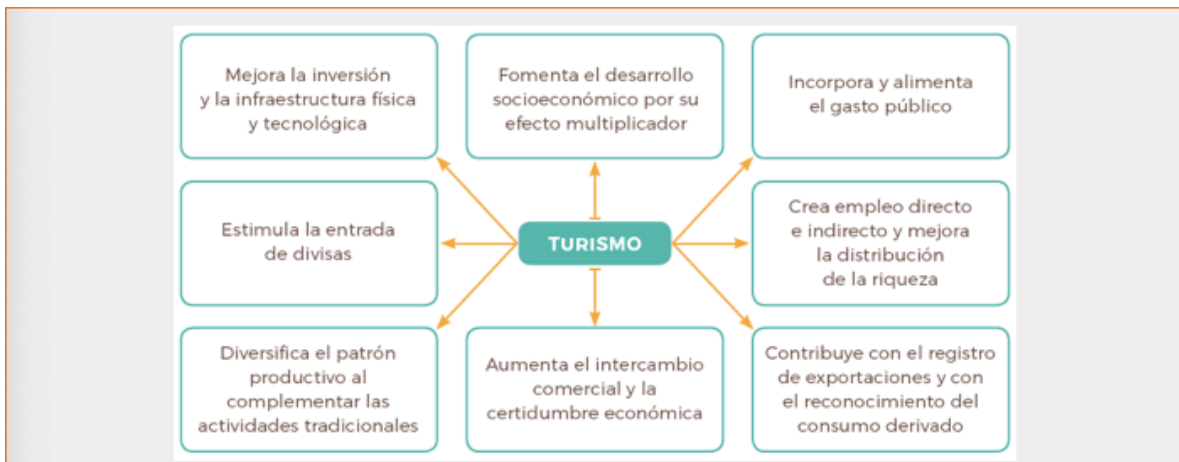 Mejora la inversión
y la infraestructura física
y tecnológica
Fomenta el desarrollo
socioeconómico por su
efecto multiplicador
Incorpora y alimenta
el gasto público
Estimula la entrada
de divisas
TURISMO
Crea empleo directo
e indirecto y mejora
la distribución
de la riqueza
Diversifica el patrón
productivo al
complementar las
actividades tradicionales
Aumenta el intercambio
comercial y la
certidumbre económica
Contribuye con el registro
de exportaciones y con
el reconocimiento del
consumo derivado